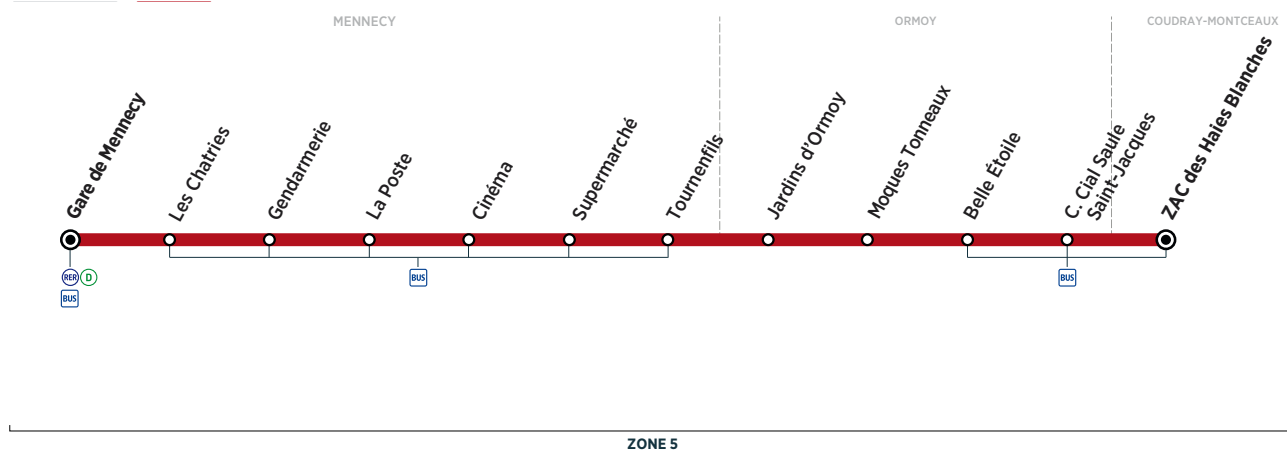 MENNECY
ORMOY
COUDRAY-MONTCEAUX
Gare de Mennecy
Les Chatries
Gendarmerie
La Poste
Cinéma
Supermarché
Tournenfils
Jardins d'Ormoy
Moques Tonneaux
Belle Étoile
C. Cial Saule
Saint-Jacques
ZAC des Haies Blanches
RER D
BUS
BUS
BUS
ZONE 5